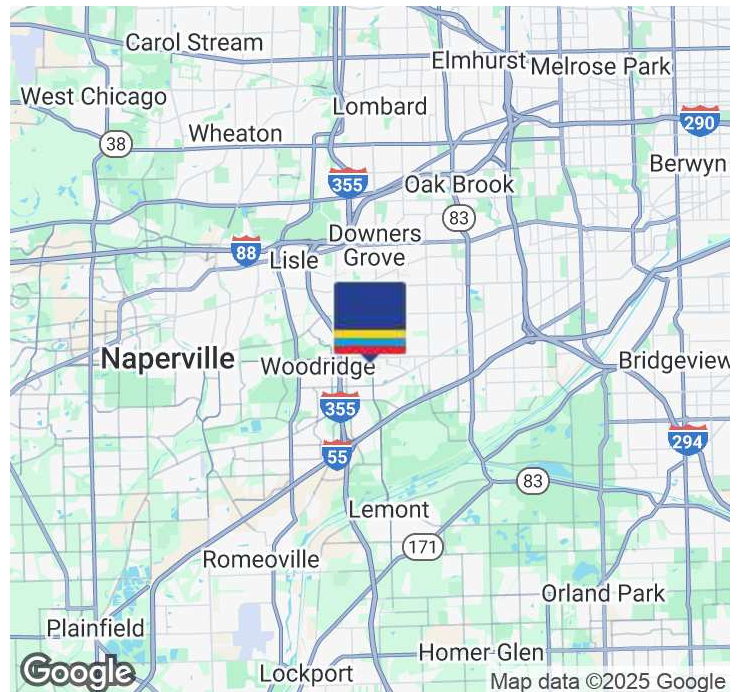 Carol Stream
Elmhurst
Melrose Park
West Chicago
Lombard
290
38
Wheaton
Berwyn
355
Oak Brook
83
Downers
Grove
88
Lisle
Naperville
Woodridge
Bridgeview
355
294
55
83
Lemont
171
Romeoville
Orland Park
Plainfield
Homer Glen
Lockport
Google
Map data ©2025 Google